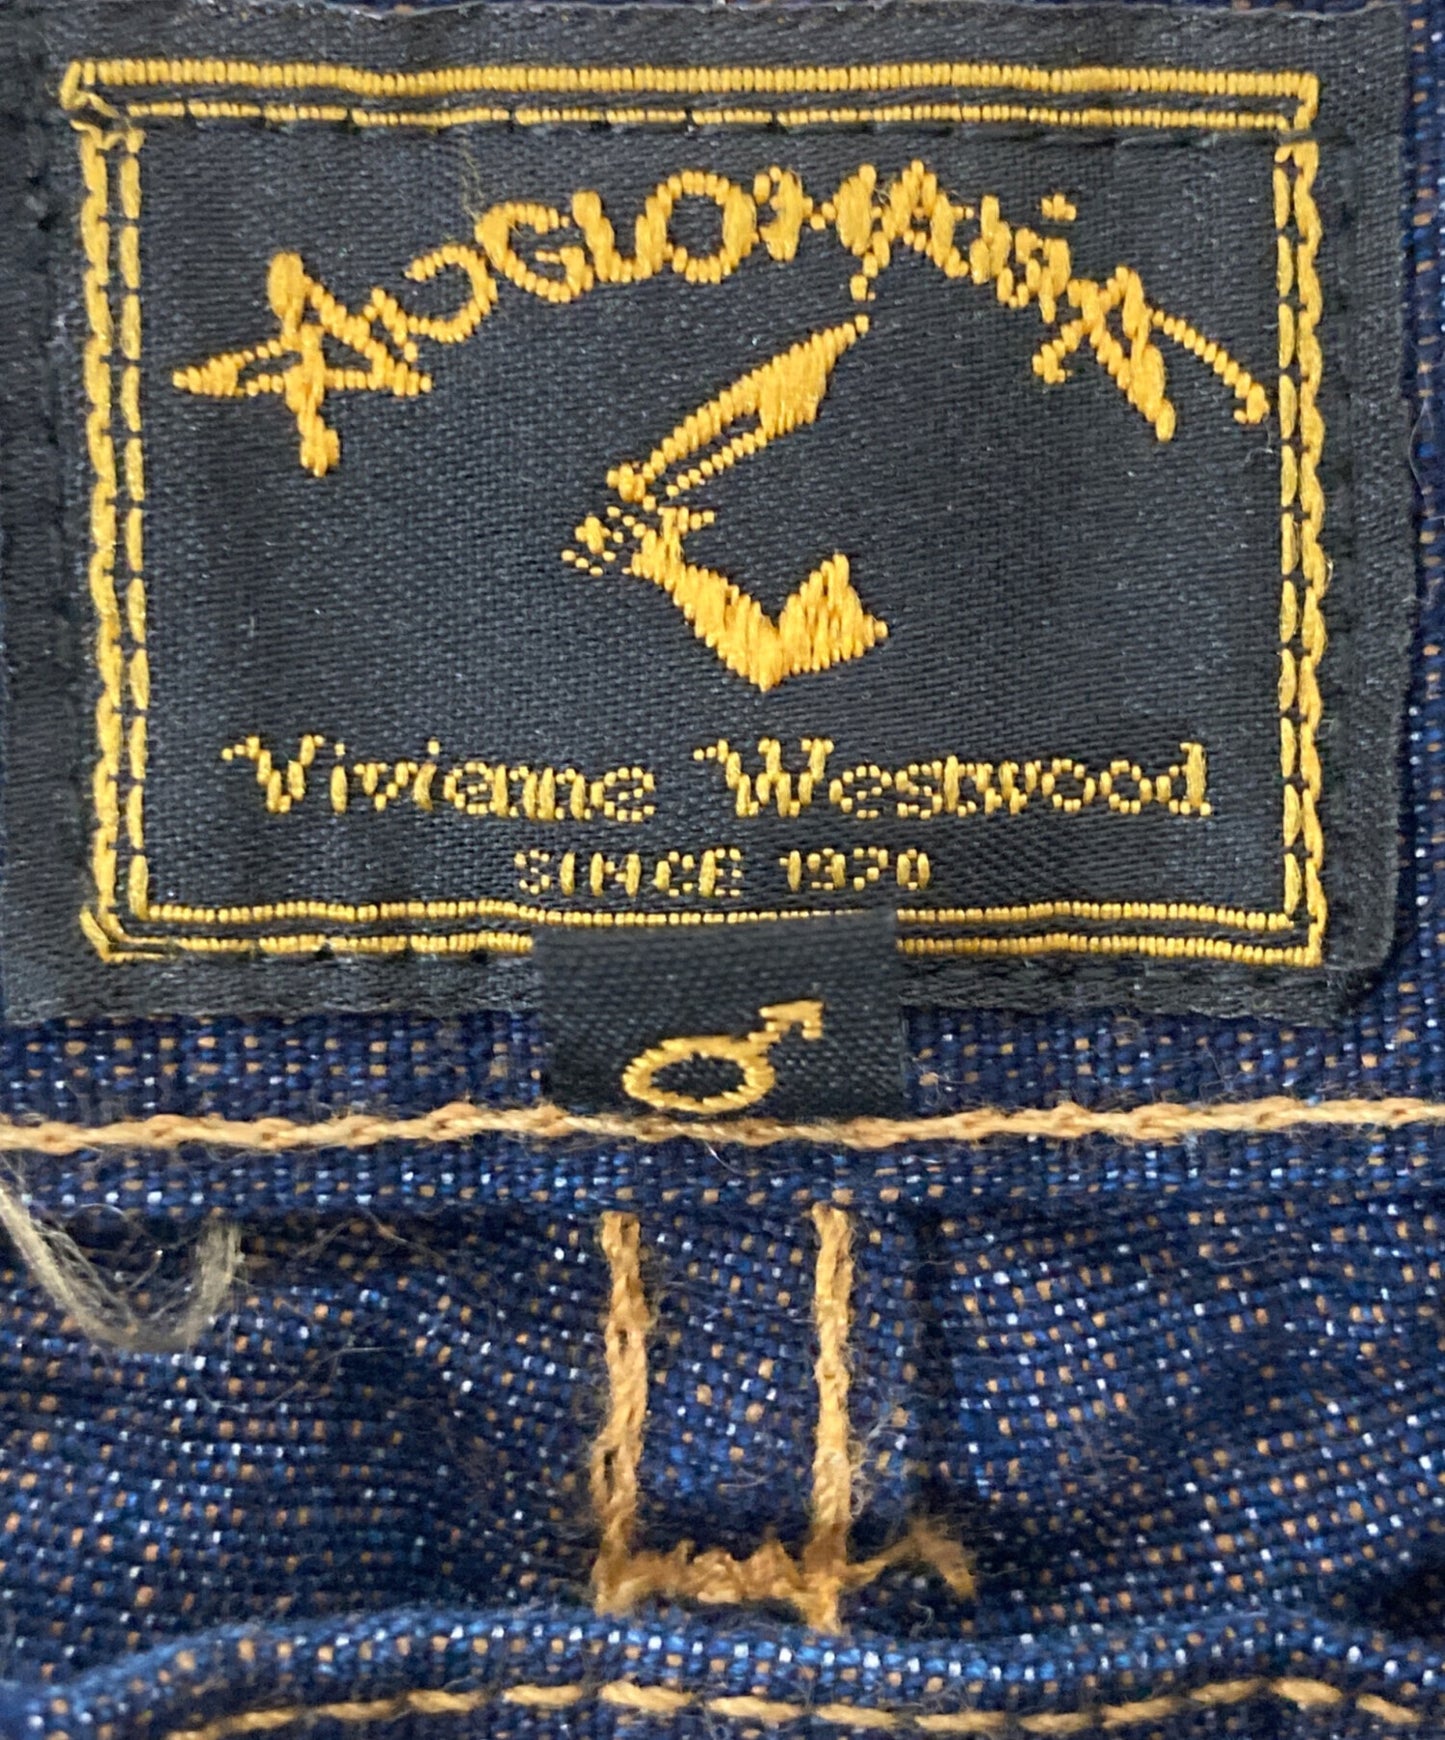 ANGLOMANIA
Vivienne Westwood
SINCE 1970
♂